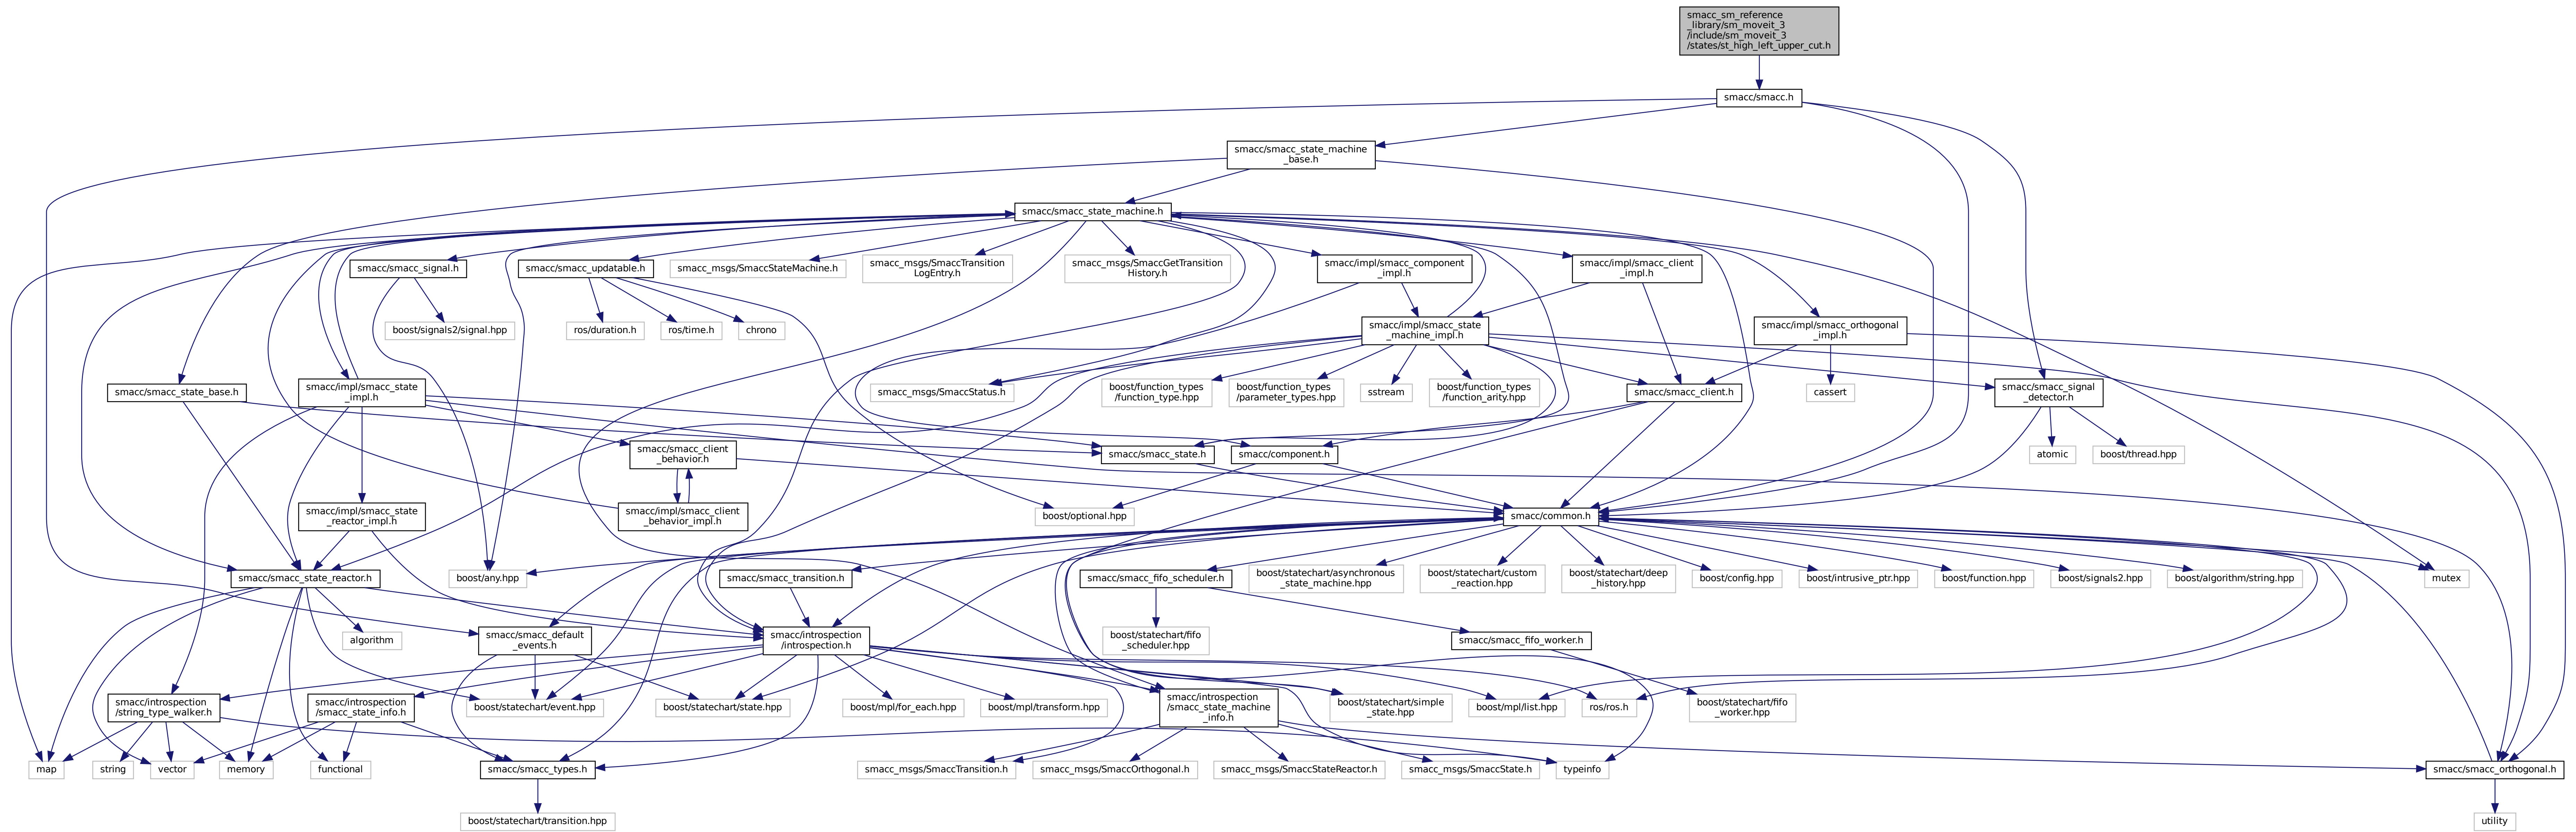 smacc_sm_reference
_library/sm_moveit_3
/include/sm_moveit_3
/states/st_high_left_upper_cut.h
smacc/smacc.h
smacc/smacc_state_machine
_base.h
smacc/smacc_state_machine.h
smacc/smacc_signal.h
smacc/smacc_updatable.h
smacc_msgs/SmaccStateMachine.h
smacc_msgs/SmaccTransition
LogEntry.h
smacc_msgs/SmaccGetTransition
History.h
smacc/impl/smacc_component
_impl.h
smacc/impl/smacc_client
_impl.h
boost/signals2/signal.hpp
ros/duration.h
ros/time.h
chrono
smacc/impl/smacc_state
_machine_impl.h
smacc/impl/smacc_orthogonal
_impl.h
smacc/smacc_state_base.h
smacc/impl/smacc_state
_impl.h
smacc_msgs/SmaccStatus.h
boost/function_types
/function_type.hpp
boost/function_types
/parameter_types.hpp
sstream
boost/function_types
/function_arity.hpp
smacc/smacc_client.h
cassert
smacc/smacc_signal
_detector.h
smacc/smacc_client
_behavior.h
smacc/smacc_state.h
smacc/component.h
atomic
boost/thread.hpp
smacc/impl/smacc_state
_reactor_impl.h
smacc/impl/smacc_client
_behavior_impl.h
boost/optional.hpp
smacc/common.h
smacc/smacc_state_reactor.h
boost/any.hpp
smacc/smacc_transition.h
smacc/smacc_fifo_scheduler.h
boost/statechart/asynchronous
_state_machine.hpp
boost/statechart/custom
_reaction.hpp
boost/statechart/deep
_history.hpp
boost/config.hpp
boost/intrusive_ptr.hpp
boost/function.hpp
boost/signals2.hpp
boost/algorithm/string.hpp
mutex
algorithm
smacc/smacc_default
_events.h
smacc/introspection
/introspection.h
boost/statechart/fifo
_scheduler.hpp
smacc/smacc_fifo_worker.h
smacc/introspection
/string_type_walker.h
smacc/introspection
/smacc_state_info.h
boost/statechart/event.hpp
boost/statechart/state.hpp
boost/mpl/for_each.hpp
boost/mpl/transform.hpp
smacc/introspection
/smacc_state_machine
_info.h
boost/statechart/simple
_state.hpp
boost/mpl/list.hpp
ros/ros.h
boost/statechart/fifo
_worker.hpp
map
string
vector
memory
functional
smacc/smacc_types.h
smacc_msgs/SmaccTransition.h
smacc_msgs/SmaccOrthogonal.h
smacc_msgs/SmaccStateReactor.h
smacc_msgs/SmaccState.h
typeinfo
smacc/smacc_orthogonal.h
boost/statechart/transition.hpp
utility